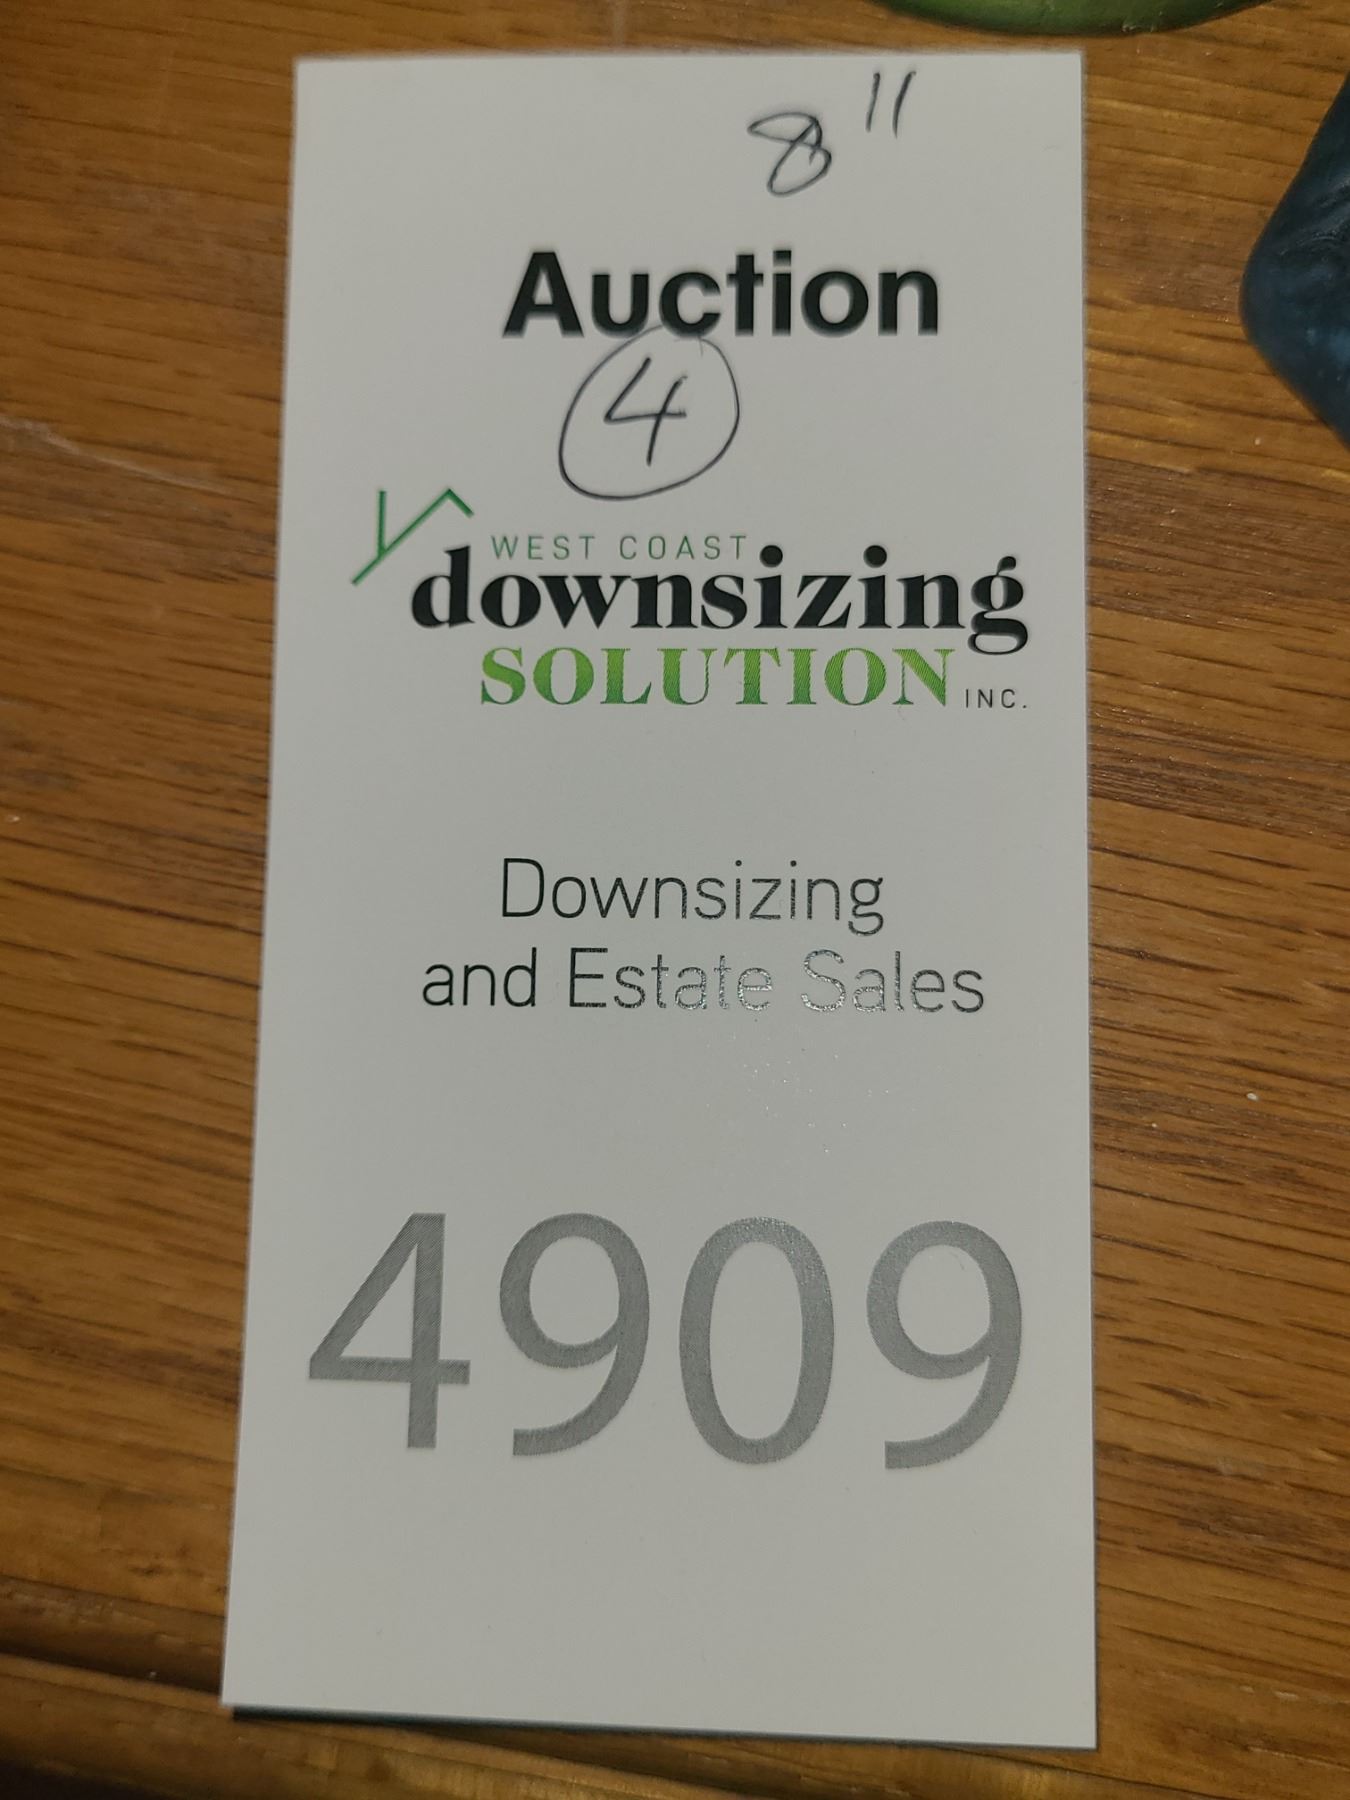 8"
Auction
4
WEST COAST
downsizing
SOLUTION INC.
Downsizing
and Estate Sales
4909